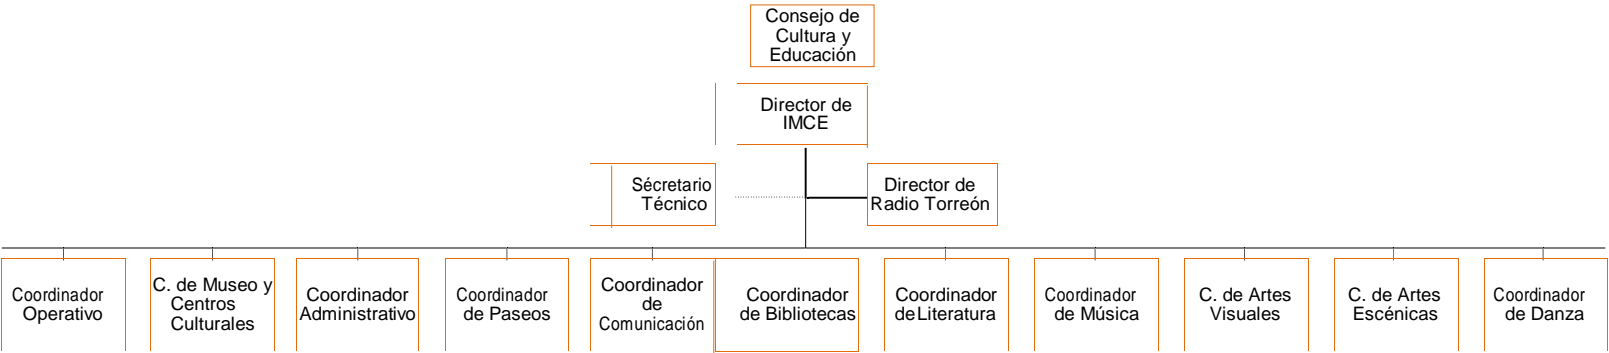 Consejo de
Cultura y
Educación
Director de
IMCE
Sécretario
Técnico
Director de
Radio Torreón
Coordinador
Operativo
C. de Museo y
Centros
Culturales
Coordinador
Administrativo
Coordinador
de Paseos
Coordinador
de
Comunicación
Coordinador
de Bibliotecas
Coordinador
de Literatura
Coordinador
de Música
C. de Artes
Visuales
C. de Artes
Escénicas
Coordinador
de Danza